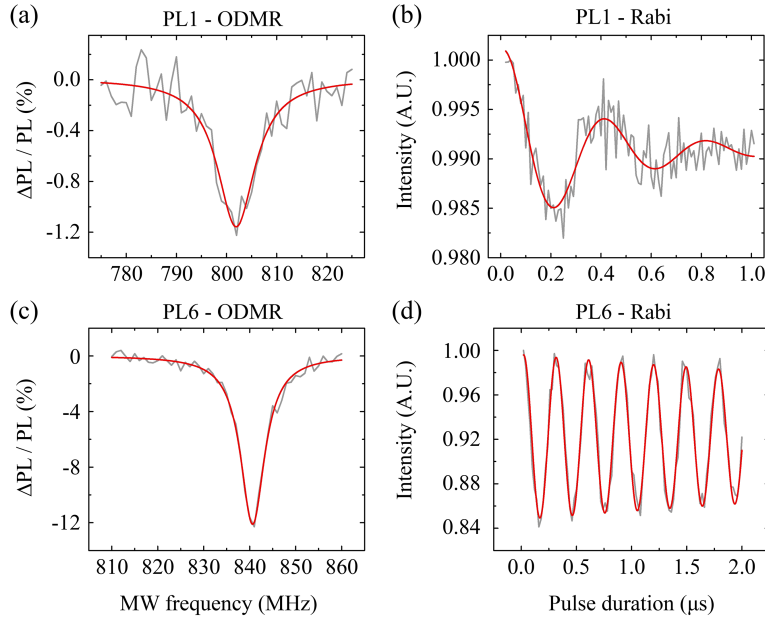 (a) PL1 - ODMR
ΔPL / PL (%)
0.0
-0.4
-0.8
-1.2
780 790 800 810 820
(b) PL1 - Rabi
Intensity (A.U.)
1.000
0.995
0.990
0.985
0.980
0.0 0.2 0.4 0.6 0.8 1.0
(c) PL6 - ODMR
ΔPL / PL (%)
0
-4
-8
-12
810 820 830 840 850 860
MW frequency (MHz)
(d) PL6 - Rabi
Intensity (A.U.)
1.00
0.96
0.92
0.88
0.84
0.0 0.5 1.0 1.5 2.0
Pulse duration (μs)